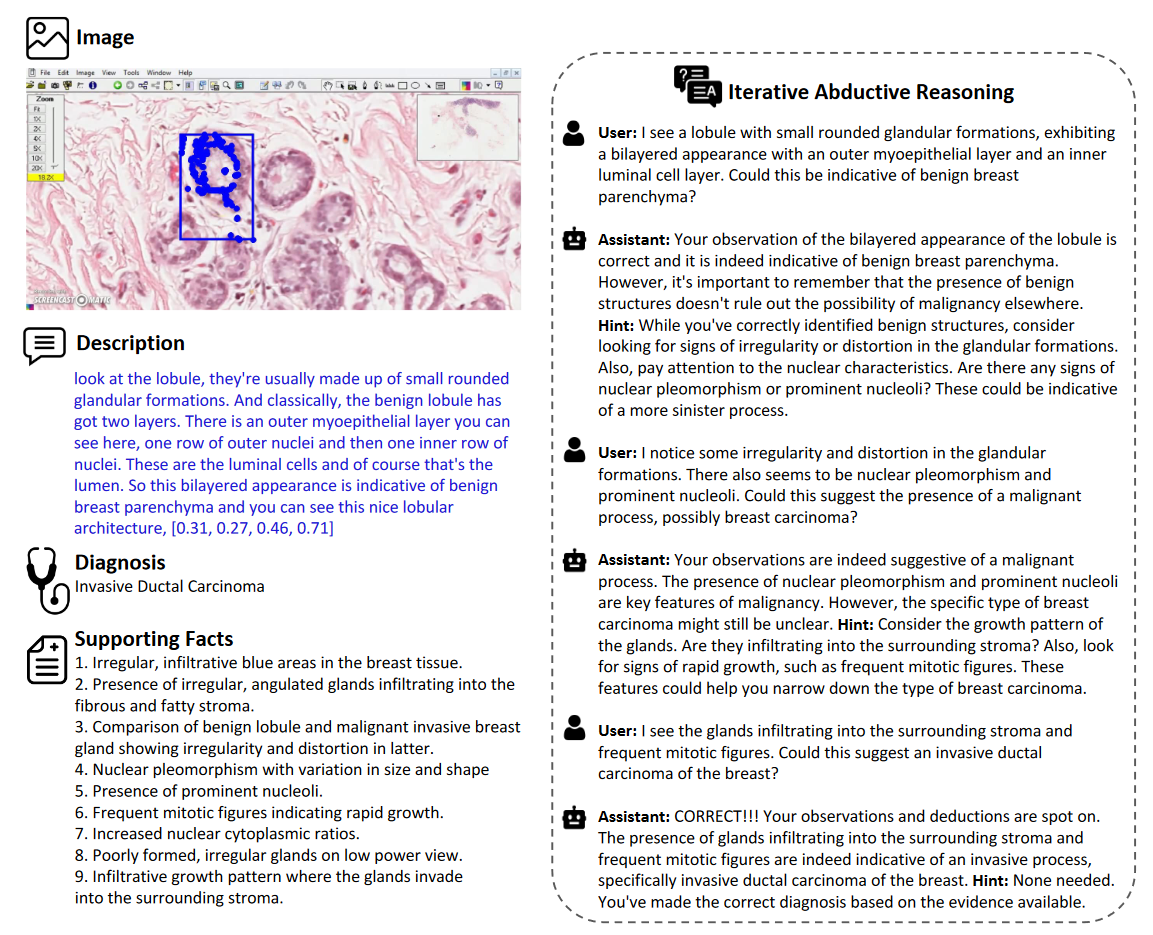 Image
File Edit Image View Tools Window Help
Zoom
Fit
1X
2X
4X
5X
10X
20X
18.2X
SCREENCAST MATIC
Description
look at the lobule, they're usually made up of small rounded
glandular formations. And classically, the benign lobule has
got two layers. There is an outer myoepithelial layer you can
see here, one row of outer nuclei and then one inner row of
nuclei. These are the luminal cells and of course that's the
lumen. So this bilayered appearance is indicative of benign
breast parenchyma and you can see this nice lobular
architecture, [0.31, 0.27, 0.46, 0.71]
Diagnosis
Invasive Ductal Carcinoma
Supporting Facts
1. Irregular, infiltrative blue areas in the breast tissue.
2. Presence of irregular, angulated glands infiltrating into the
fibrous and fatty stroma.
3. Comparison of benign lobule and malignant invasive breast
gland showing irregularity and distortion in latter.
4. Nuclear pleomorphism with variation in size and shape
5. Presence of prominent nucleoli.
6. Frequent mitotic figures indicating rapid growth.
7. Increased nuclear cytoplasmic ratios.
8. Poorly formed, irregular glands on low power view.
9. Infiltrative growth pattern where the glands invade
into the surrounding stroma.
? A
Iterative Abductive Reasoning
User: I see a lobule with small rounded glandular formations, exhibiting
a bilayered appearance with an outer myoepithelial layer and an inner
luminal cell layer. Could this be indicative of benign breast
parenchyma?
Assistant: Your observation of the bilayered appearance of the lobule is
correct and it is indeed indicative of benign breast parenchyma.
However, it's important to remember that the presence of benign
structures doesn't rule out the possibility of malignancy elsewhere.
Hint: While you've correctly identified benign structures, consider
looking for signs of irregularity or distortion in the glandular formations.
Also, pay attention to the nuclear characteristics. Are there any signs of
nuclear pleomorphism or prominent nucleoli? These could be indicative
of a more sinister process.
User: I notice some irregularity and distortion in the glandular
formations. There also seems to be nuclear pleomorphism and
prominent nucleoli. Could this suggest the presence of a malignant
process, possibly breast carcinoma?
Assistant: Your observations are indeed suggestive of a malignant
process. The presence of nuclear pleomorphism and prominent nucleoli
are key features of malignancy. However, the specific type of breast
carcinoma might still be unclear. Hint: Consider the growth pattern of
the glands. Are they infiltrating into the surrounding stroma? Also, look
for signs of rapid growth, such as frequent mitotic figures. These
features could help you narrow down the type of breast carcinoma.
User: I see the glands infiltrating into the surrounding stroma and
frequent mitotic figures. Could this suggest an invasive ductal
carcinoma of the breast?
Assistant: CORRECT!!! Your observations and deductions are spot on.
The presence of glands infiltrating into the surrounding stroma and
frequent mitotic figures are indeed indicative of an invasive process,
specifically invasive ductal carcinoma of the breast. Hint: None needed.
You've made the correct diagnosis based on the evidence available.